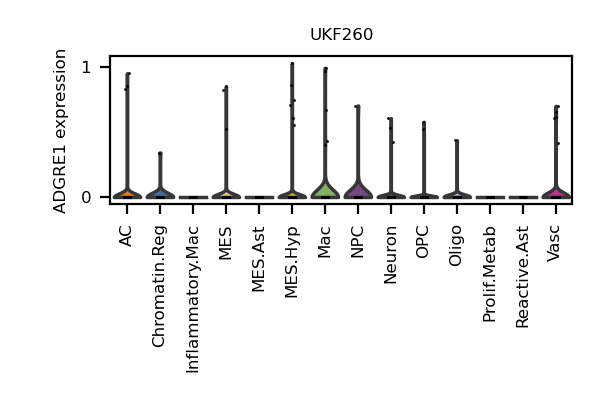 UKF260
ADGRE1 expression
1
0
AC
Chromatin.Reg
Inflammatory.Mac
MES
MES.Ast
MES.Hyp
Mac
NPC
Neuron
OPC
Oligo
Prolif.Metab
Reactive.Ast
Vasc